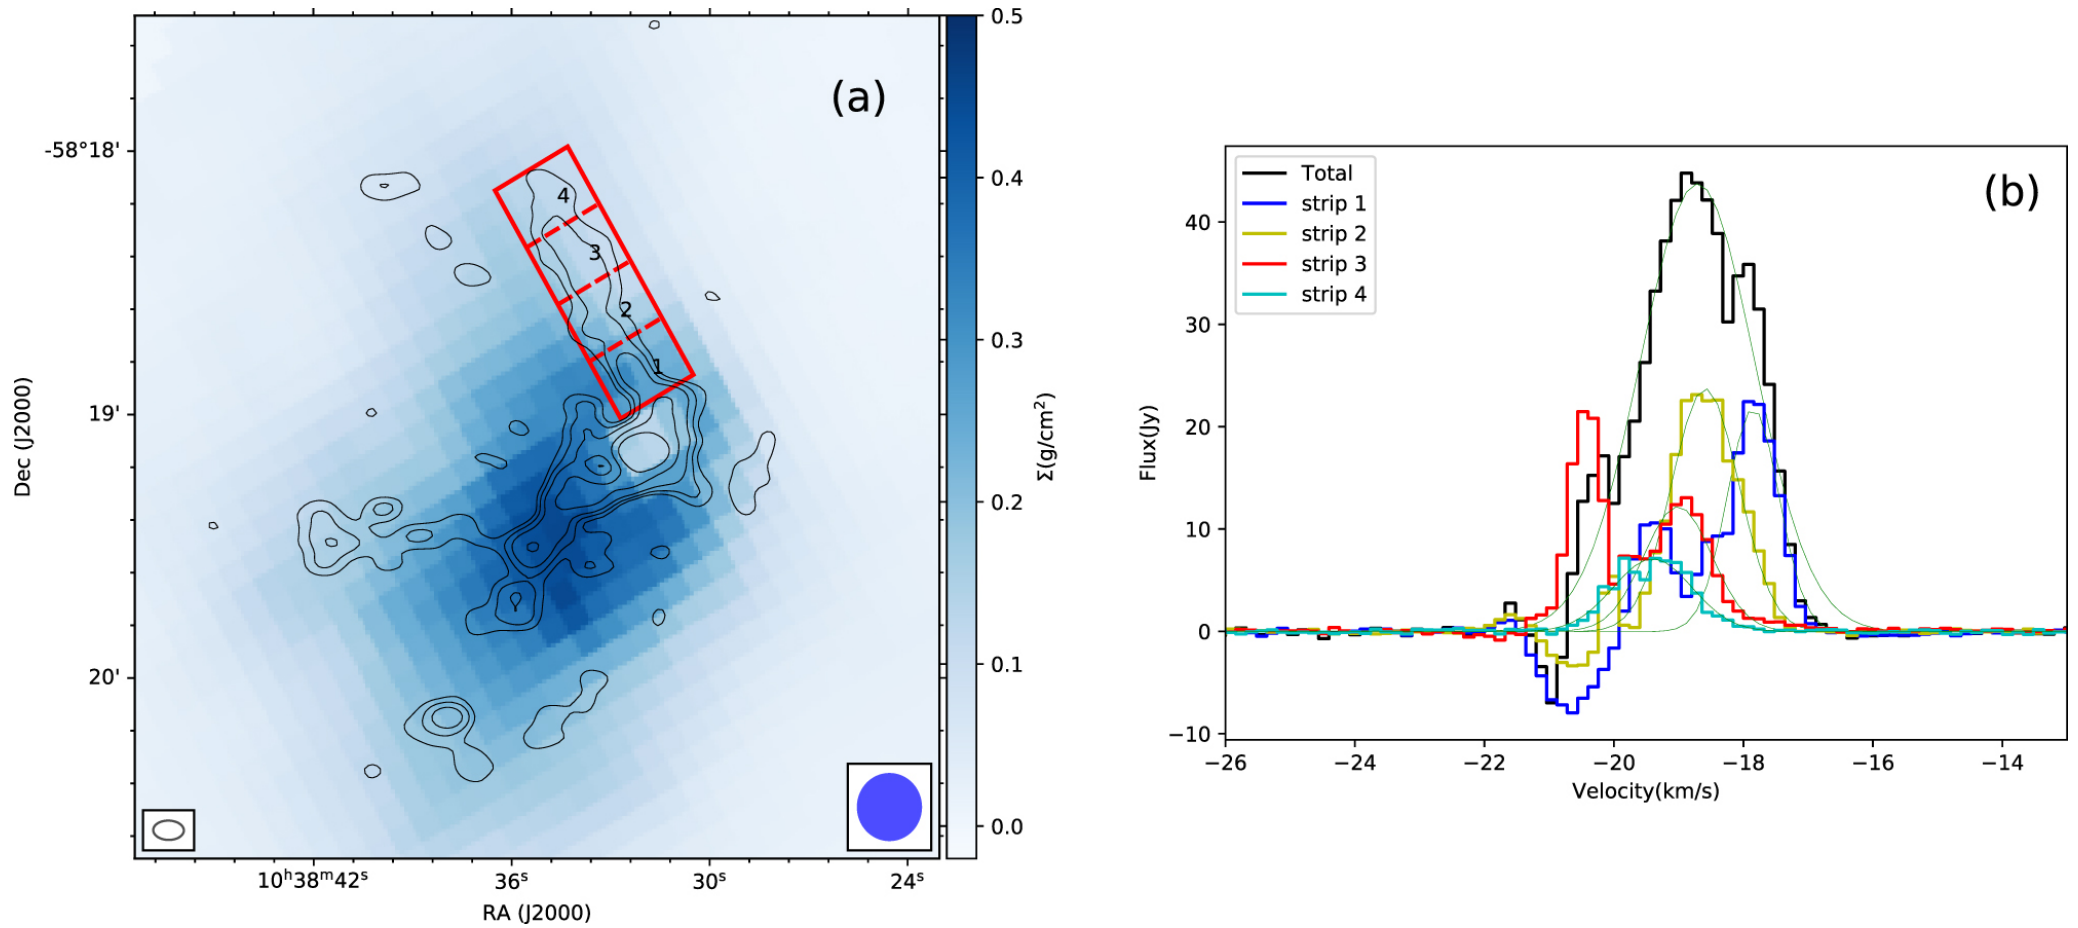 (a)
-58°18'
19'
20'
Dec (J2000)
4
3
2
1
10ʰ38ᵐ42ˢ
36ˢ
30ˢ
24ˢ
RA (J2000)
0.5
0.4
0.3
0.2
0.1
0.0
Σ(g/cm²)
(b)
Total
strip 1
strip 2
strip 3
strip 4
40
30
20
10
0
−10
Flux(Jy)
−26
−24
−22
−20
−18
−16
−14
Velocity(km/s)